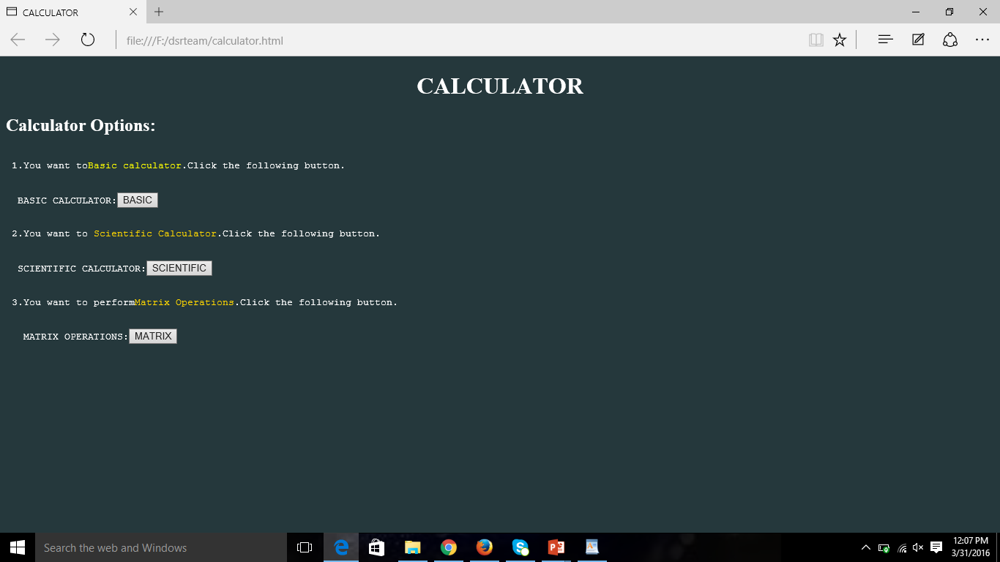 CALCULATOR
file:///F:/dsrteam/calculator.html
CALCULATOR
Calculator Options:
1.You want toBasic calculator.Click the following button.
BASIC CALCULATOR:BASIC
2.You want to Scientific Calculator.Click the following button.
SCIENTIFIC CALCULATOR:SCIENTIFIC
3.You want to performMatrix Operations.Click the following button.
MATRIX OPERATIONS:MATRIX
Search the web and Windows
12:07 PM
3/31/2016